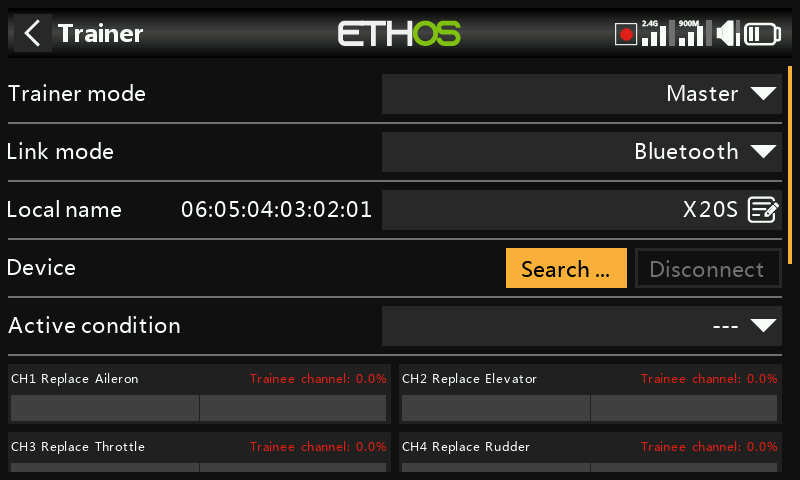 Trainer
ETHOS
2.4G
900M
Trainer mode
Master
Link mode
Bluetooth
Local name
06:05:04:03:02:01
X20S
Device
Search ...
Disconnect
Active condition
---
CH1 Replace Aileron
Trainee channel: 0.0%
CH2 Replace Elevator
Trainee channel: 0.0%
CH3 Replace Throttle
Trainee channel: 0.0%
CH4 Replace Rudder
Trainee channel: 0.0%